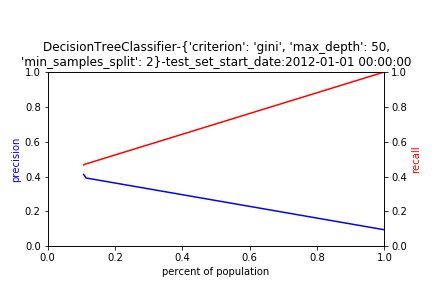 DecisionTreeClassifier-{'criterion': 'gini', 'max_depth': 50,
'min_samples_split': 2}-test_set_start_date:2012-01-01 00:00:00
1.0
0.8
0.6
0.4
0.2
0.0
precision
1.0
0.8
0.6
0.4
0.2
0.0
recall
0.0 0.2 0.4 0.6 0.8 1.0
percent of population